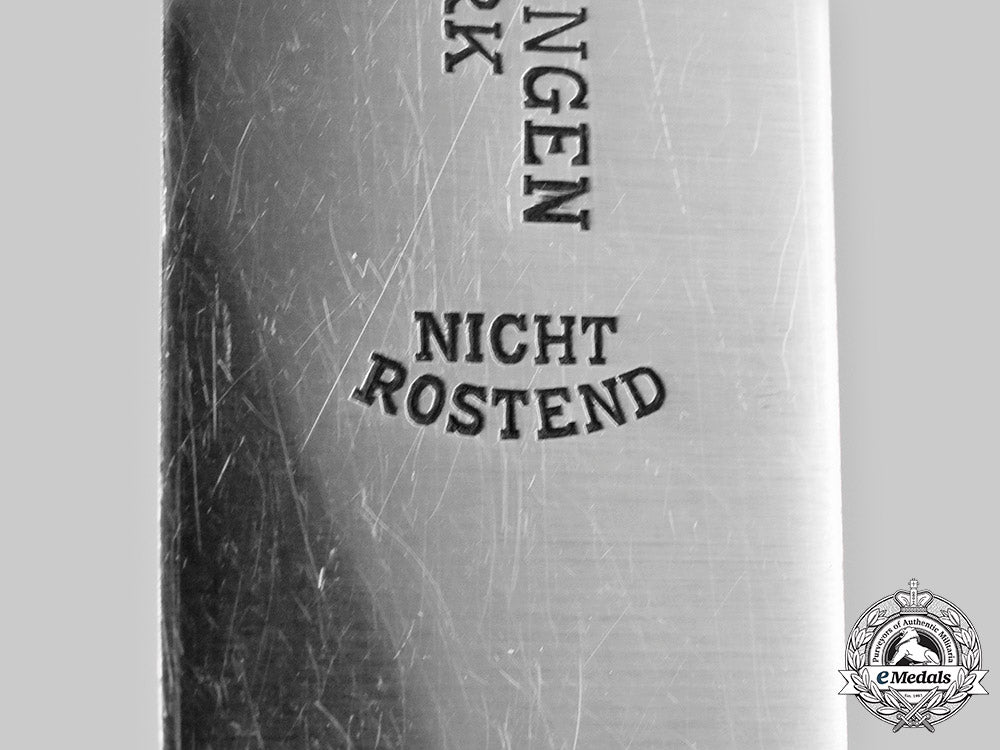 NGEN
RK
NICHT
ROSTEND
Purveyors of Authentic Militaria
eMedals